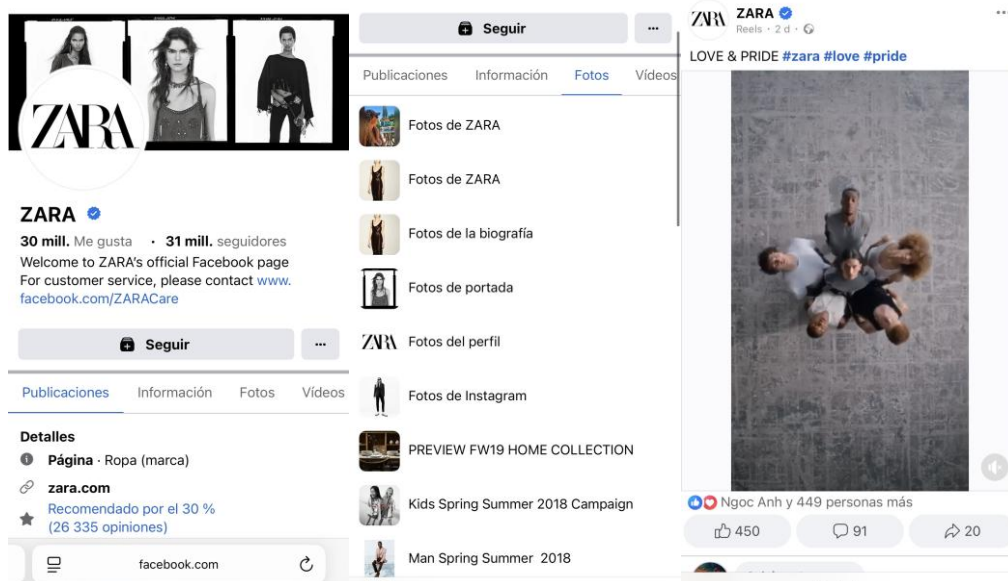 ZARA
ZARA
30 mill. Me gusta · 31 mill. seguidores
Welcome to ZARA's official Facebook page
For customer service, please contact www.
facebook.com/ZARACare
Seguir
Publicaciones Información Fotos Vídeos
Detalles
Página · Ropa (marca)
zara.com
Recomendado por el 30 %
(26 335 opiniones)
facebook.com
Seguir
Publicaciones Información Fotos Vídeos
Fotos de ZARA
Fotos de ZARA
Fotos de la biografía
Fotos de portada
ZARA
Fotos del perfil
Fotos de Instagram
PREVIEW FW19 HOME COLLECTION
Kids Spring Summer 2018 Campaign
Man Spring Summer 2018
ZARA
ZARA
Reels · 2 d ·
LOVE & PRIDE #zara #love #pride
Ngoc Anh y 449 personas más
450 91 20